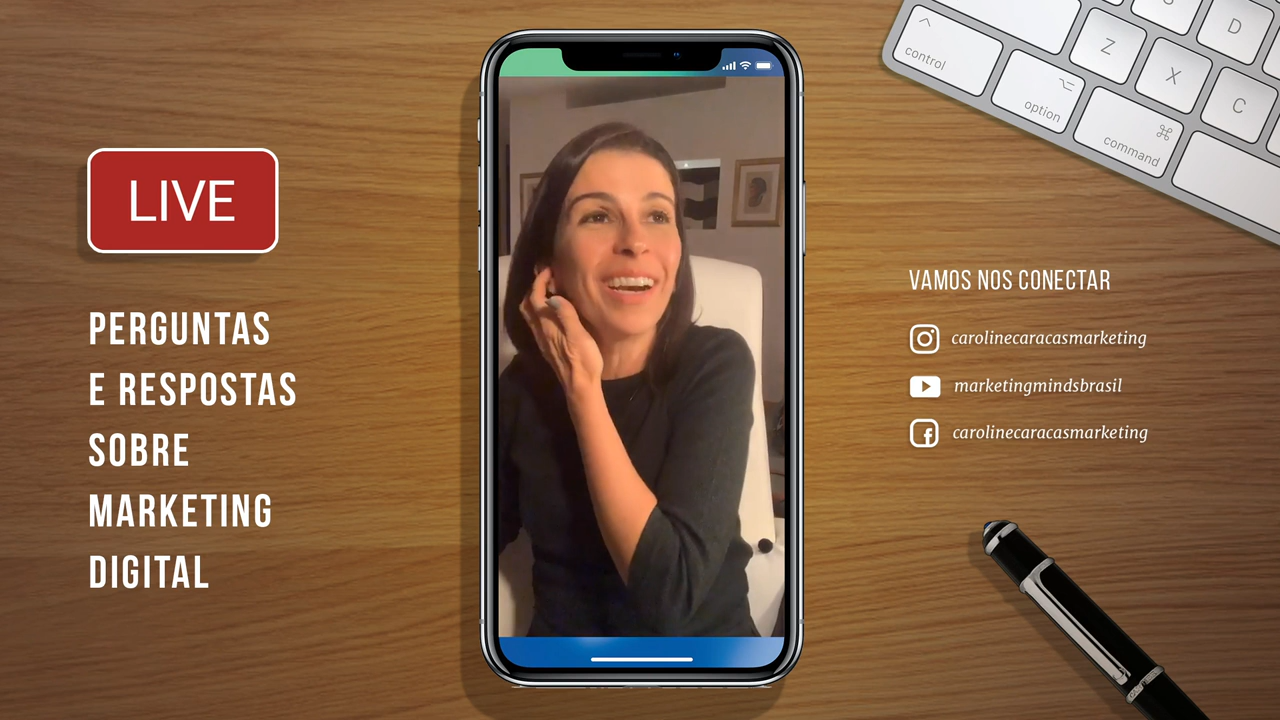 LIVE
PERGUNTAS
E RESPOSTAS
SOBRE
MARKETING
DIGITAL
VAMOS NOS CONECTAR
carolinecaracasmarketing
marketingmindsbrasil
carolinecaracasmarketing
S
D
Z
X
C
control
option
command